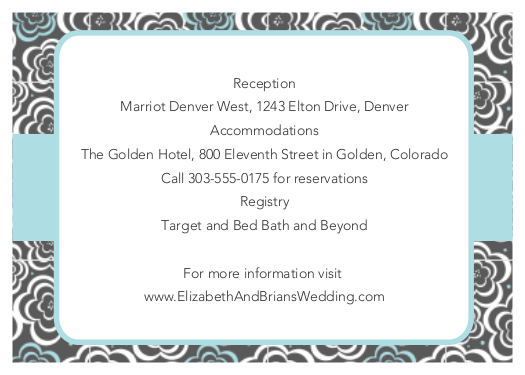 Reception
Marriot Denver West, 1243 Elton Drive, Denver
Accommodations
The Golden Hotel, 800 Eleventh Street in Golden, Colorado
Call 303-555-0175 for reservations
Registry
Target and Bed Bath and Beyond
For more information visit
www.ElizabethAndBriansWedding.com